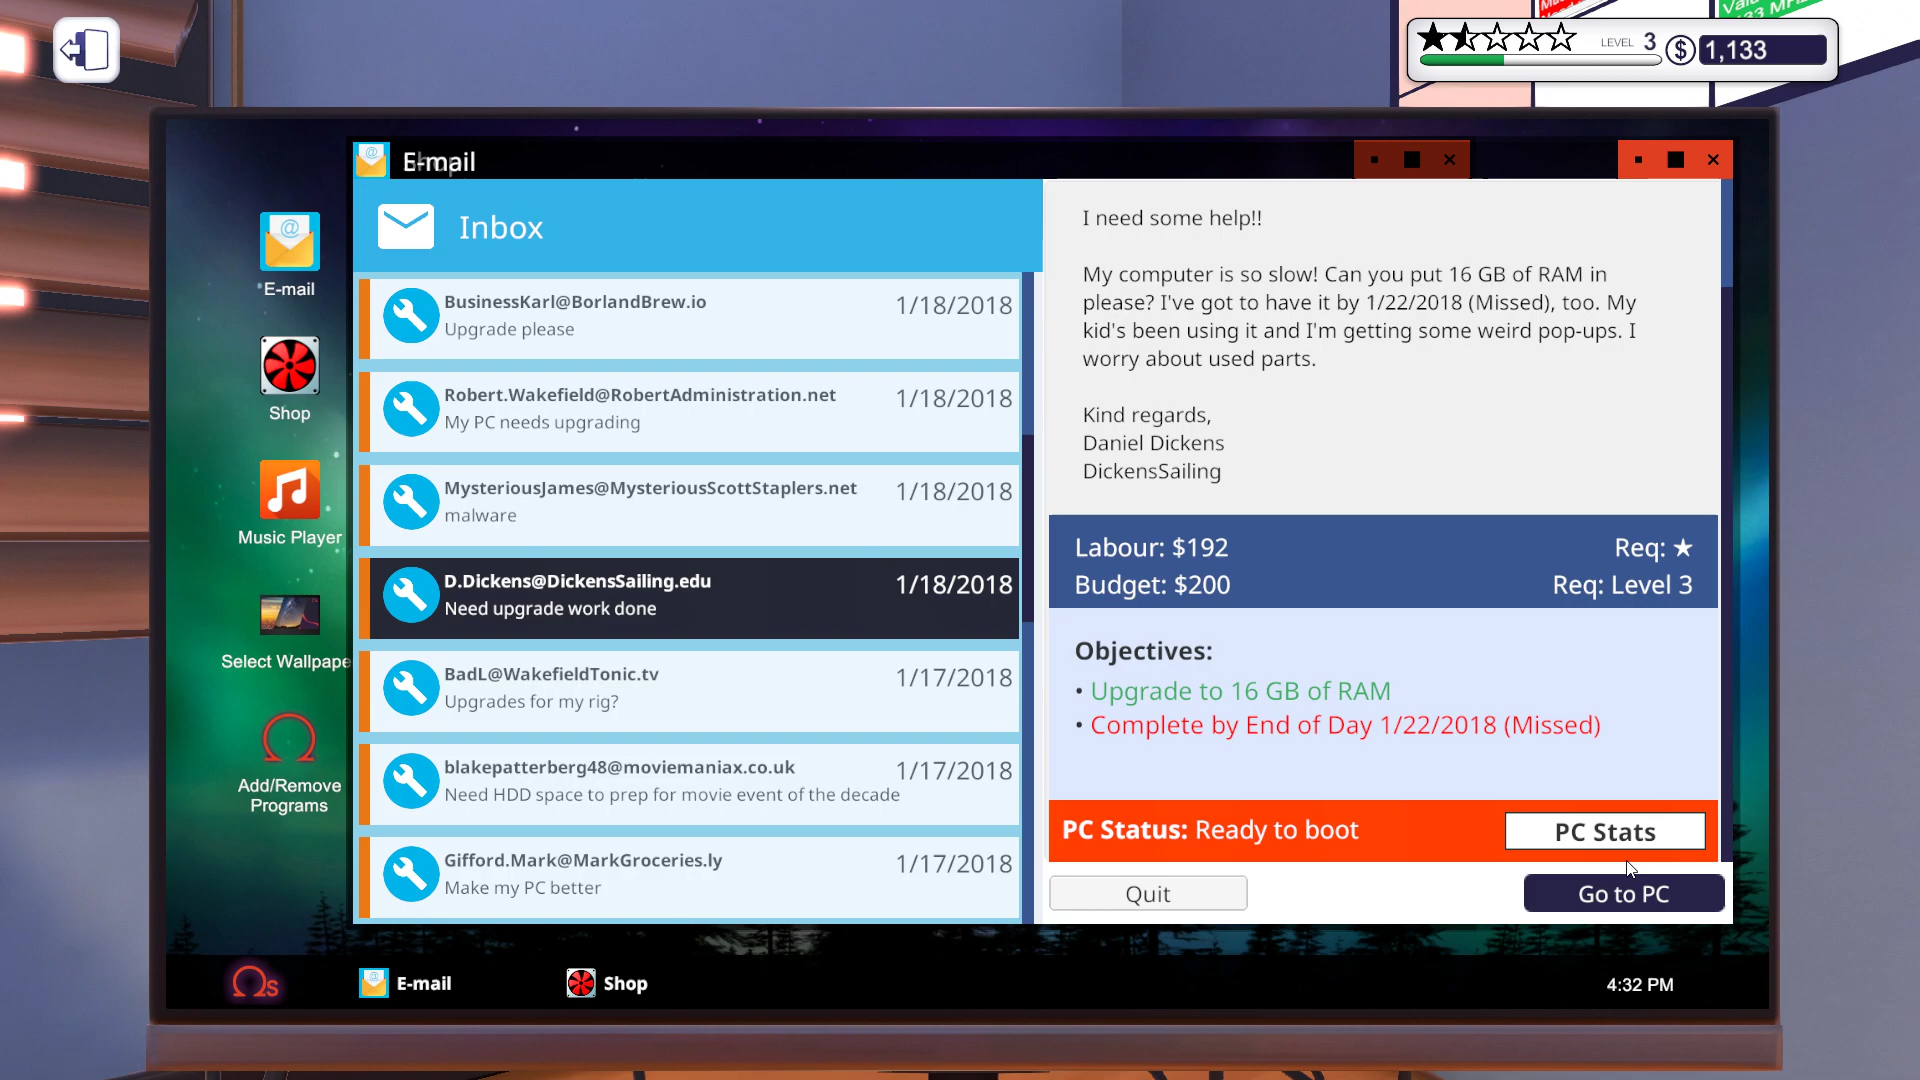 LEVEL 3
$ 1,133
E-mail
Inbox
BusinessKarl@BorlandBrew.io
1/18/2018
Upgrade please
Robert.Wakefield@RobertAdministration.net
1/18/2018
My PC needs upgrading
MysteriousJames@MysteriousScottStaplers.net
1/18/2018
malware
D.Dickens@DickensSailing.edu
1/18/2018
Need upgrade work done
BadL@WakefieldTonic.tv
1/17/2018
Upgrades for my rig?
blakepatterberg48@moviemaniax.co.uk
1/17/2018
Need HDD space to prep for movie event of the decade
Gifford.Mark@MarkGroceries.ly
1/17/2018
Make my PC better
I need some help!!
My computer is so slow! Can you put 16 GB of RAM in
please? I've got to have it by 1/22/2018 (Missed), too. My
kid's been using it and I'm getting some weird pop-ups. I
worry about used parts.
Kind regards,
Daniel Dickens
DickensSailing
Labour: $192
Req: ★
Budget: $200
Req: Level 3
Objectives:
• Upgrade to 16 GB of RAM
• Complete by End of Day 1/22/2018 (Missed)
PC Status: Ready to boot
PC Stats
Quit
Go to PC
E-mail
Shop
Music Player
Select Wallpape
Add/Remove
Programs
Ωs
E-mail
Shop
4:32 PM